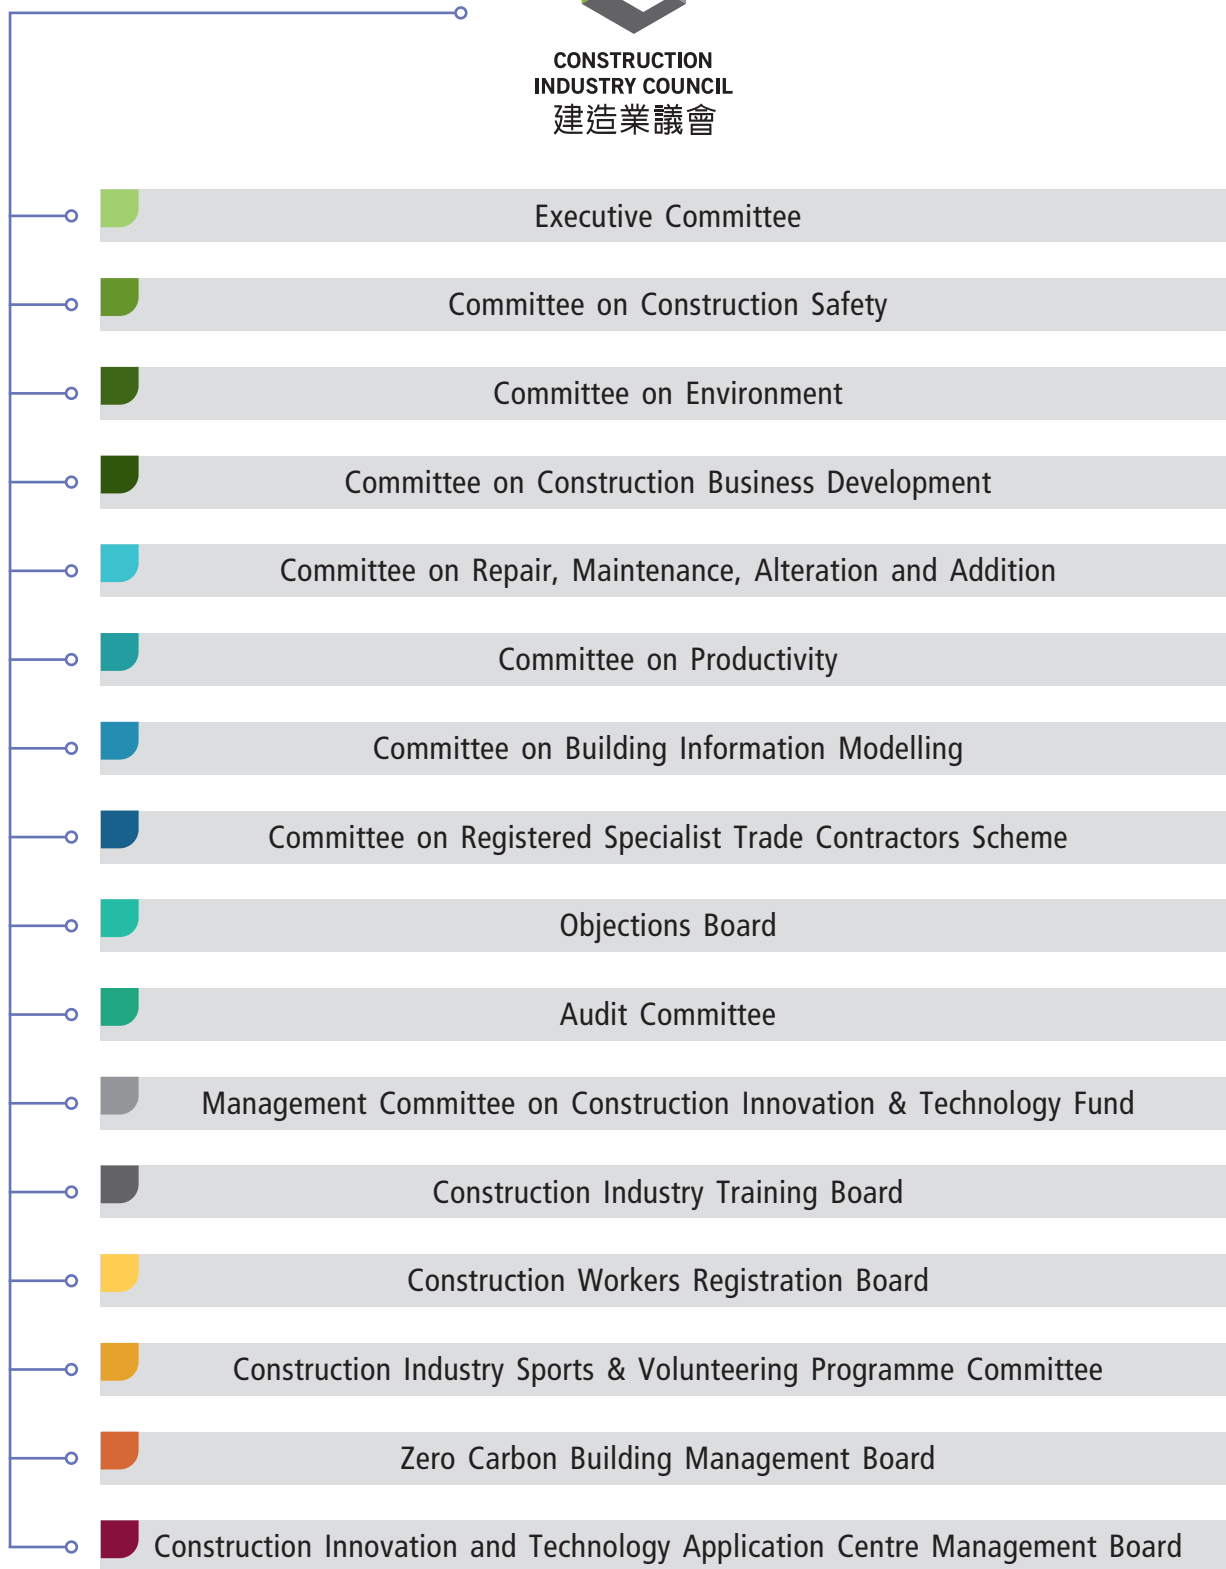 CONSTRUCTION
INDUSTRY COUNCIL
建造業議會
Executive Committee
Committee on Construction Safety
Committee on Environment
Committee on Construction Business Development
Committee on Repair, Maintenance, Alteration and Addition
Committee on Productivity
Committee on Building Information Modelling
Committee on Registered Specialist Trade Contractors Scheme
Objections Board
Audit Committee
Management Committee on Construction Innovation & Technology Fund
Construction Industry Training Board
Construction Workers Registration Board
Construction Industry Sports & Volunteering Programme Committee
Zero Carbon Building Management Board
Construction Innovation and Technology Application Centre Management Board